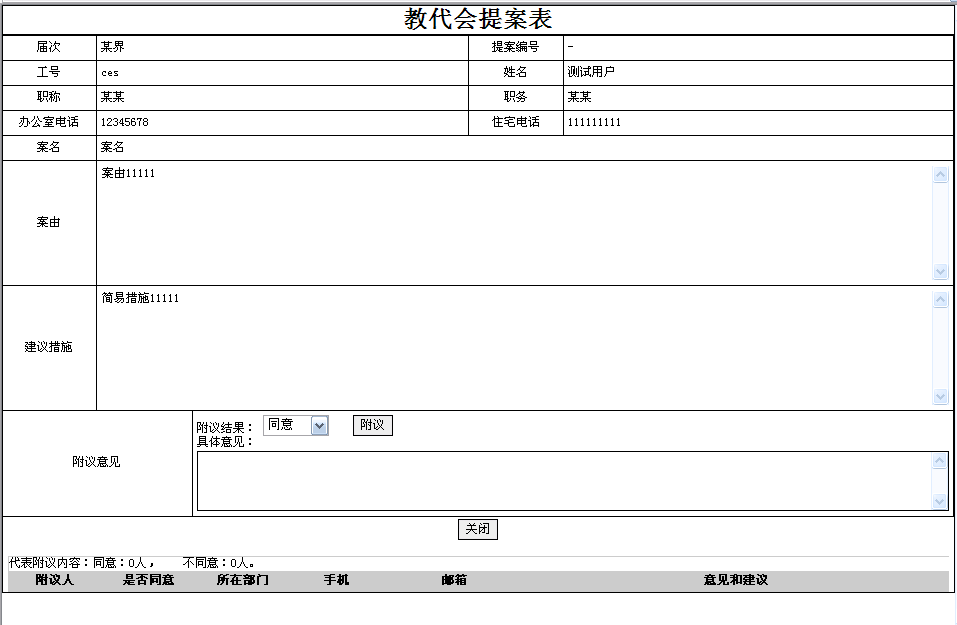 教代会提案表
届次 某界 提案编号 -
工号 ces 姓名 测试用户
职称 某某 职务 某某
办公室电话 12345678 住宅电话 111111111
案名 案名
案由 案由11111
建议措施 简易措施11111
附议意见 附议结果： 同意 附议
具体意见：
关闭
代表附议内容：同意：0人， 不同意：0人。
附议人 是否同意 所在部门 手机 邮箱 意见和建议